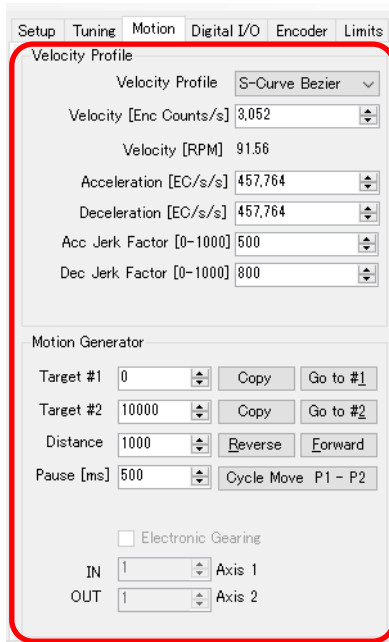 Setup Tuning Motion Digital I/O Encoder Limits
Velocity Profile
Velocity Profile S-Curve Bezier
Velocity [Enc Counts/s] 3,052
Velocity [RPM] 91.56
Acceleration [EC/s/s] 457,764
Deceleration [EC/s/s] 457,764
Acc Jerk Factor [0-1000] 500
Dec Jerk Factor [0-1000] 800
Motion Generator
Target #1 0 Copy Go to #1
Target #2 10000 Copy Go to #2
Distance 1000 Reverse Forward
Pause [ms] 500 Cycle Move P1 - P2
Electronic Gearing
IN 1 Axis 1
OUT 1 Axis 2